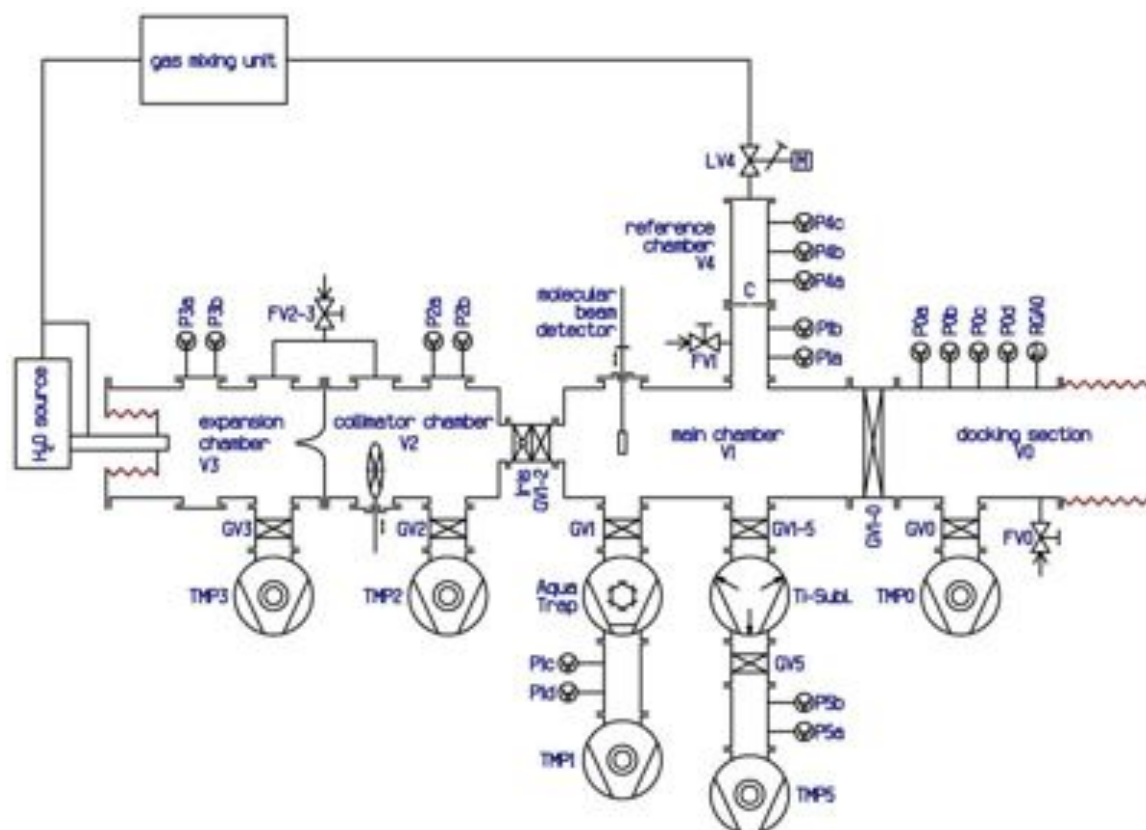 gas mixing unit
LV4
M
reference
chamber
V4
P4c
P4b
P4a
C
molecular
beam
detector
P3a
P3b
FV2-3
P2a
P2b
FV1
P1b
P1a
P0a
P0b
P0c
P0d
RGA0
H2O source
expansion
chamber
V3
collimator chamber
V2
Iris
GV1-2
main chamber
V1
GV1-0
docking section
V0
GV3
GV2
GV1
GV1-5
GV0
FV0
TMP3
TMP2
Aqua
Trap
Ti-Subl.
TMP0
P1c
P1d
GV5
P5b
P5a
TMP1
TMP5